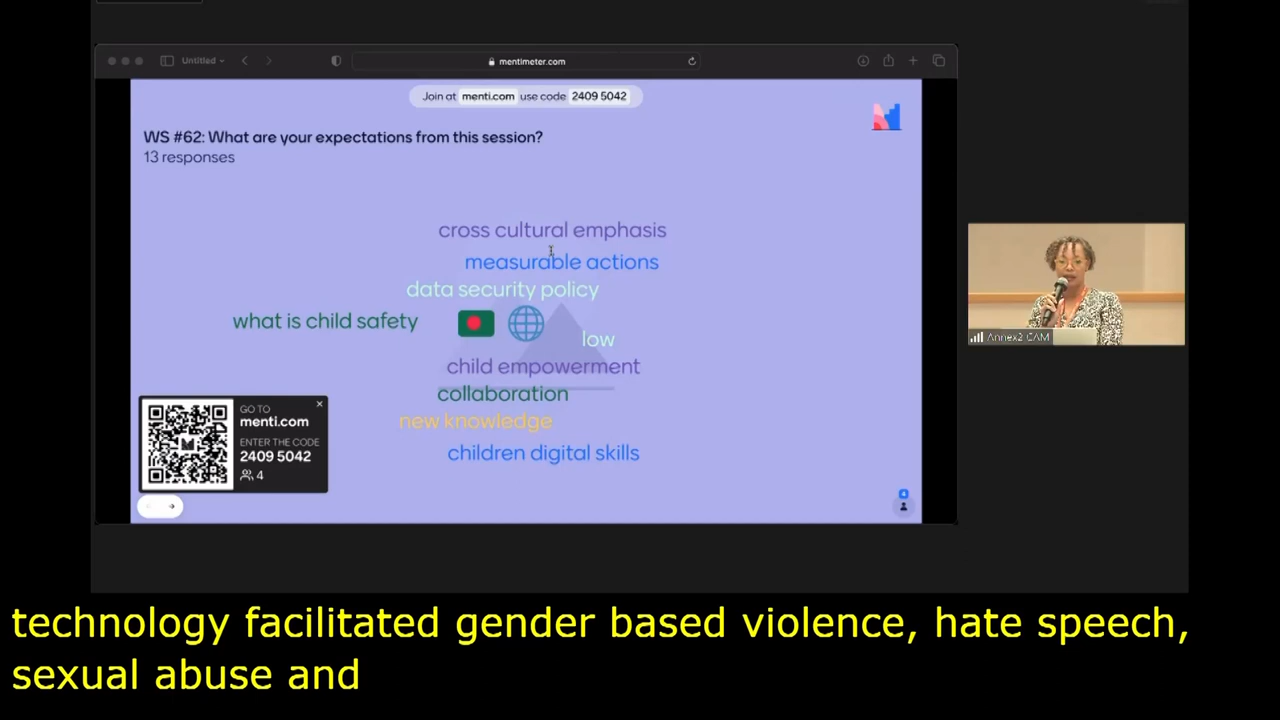 Untitled
mentimeter.com
Join at menti.com use code 2409 5042
WS #62: What are your expectations from this session?
13 responses
cross cultural emphasis
measurable actions
data security policy
what is child safety
low
child empowerment
collaboration
new knowledge
children digital skills
GO TO
menti.com
ENTER THE CODE
2409 5042
4
Annex2 CAM
technology facilitated gender based violence, hate speech,
sexual abuse and